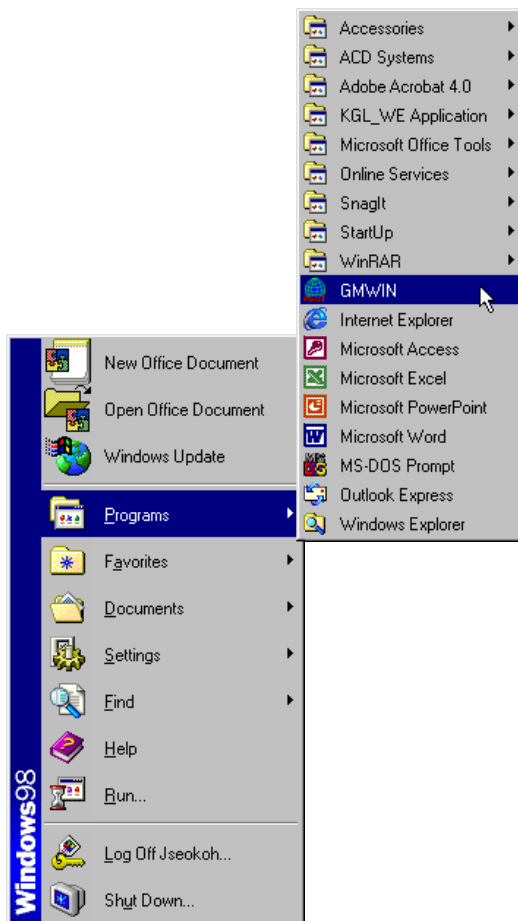 Accessories
ACD Systems
Adobe Acrobat 4.0
KGL_WE Application
Microsoft Office Tools
Online Services
SnagIt
StartUp
WinRAR
GMWIN
Internet Explorer
Microsoft Access
Microsoft Excel
Microsoft PowerPoint
Microsoft Word
MS-DOS Prompt
Outlook Express
Windows Explorer
New Office Document
Open Office Document
Windows Update
Programs
Favorites
Documents
Settings
Find
Help
Run...
Log Off Jseokoh...
Shut Down...
Windows98